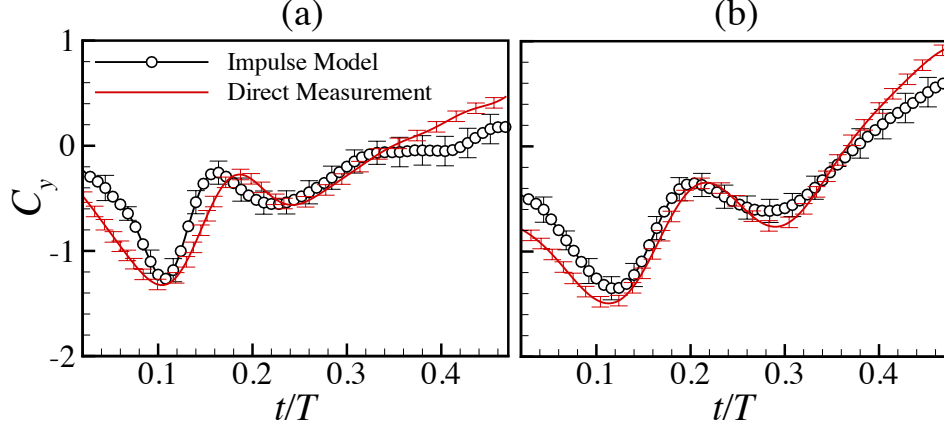 (a)
(b)
1
0
-1
-2
C_y
Impulse Model
Direct Measurement
0.1 0.2 0.3 0.4
t/T
0.1 0.2 0.3 0.4
t/T